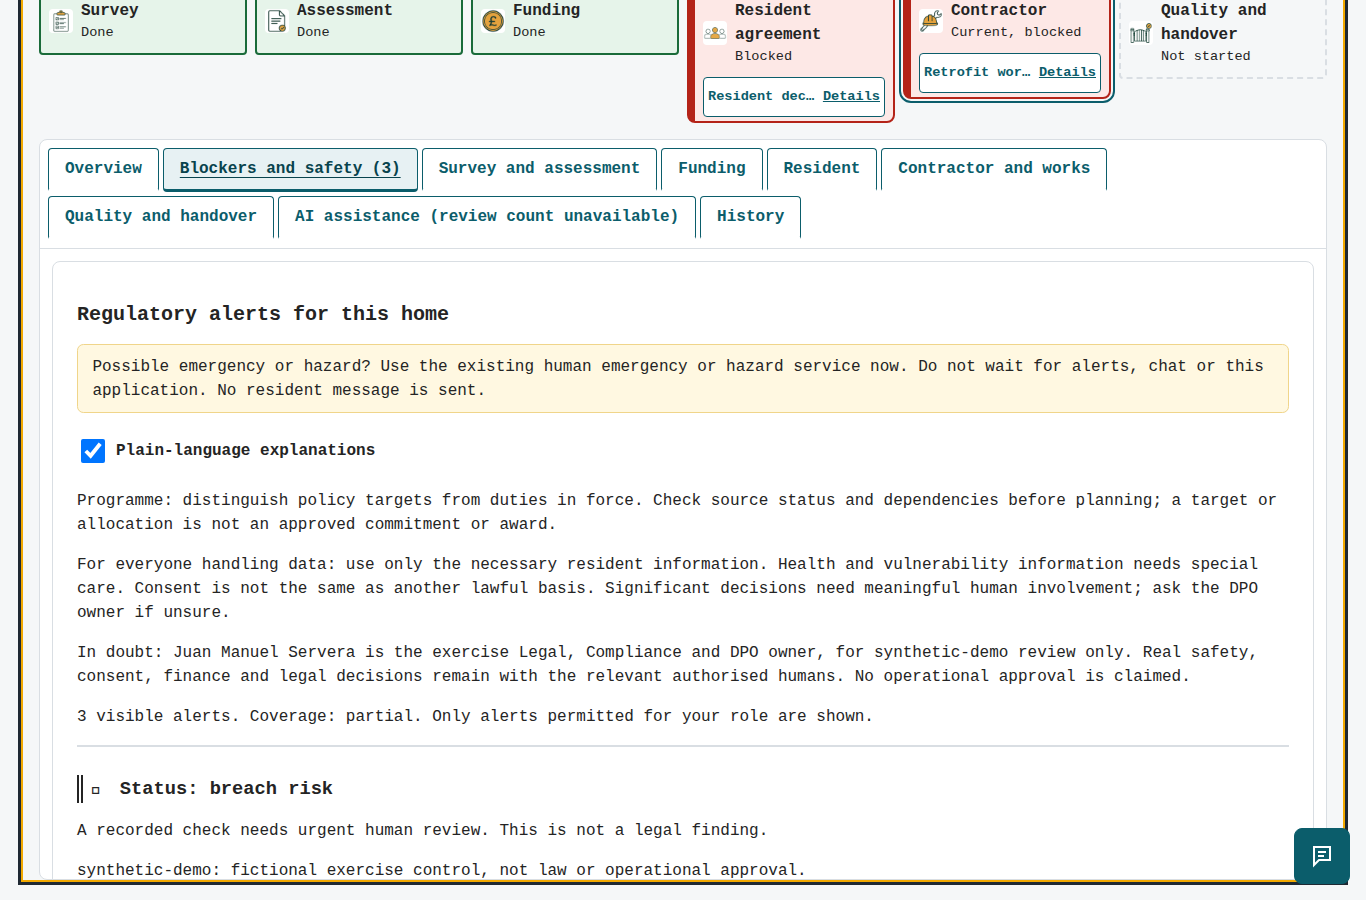 Survey
Done
Assessment
Done
Funding
Done
Resident
agreement
Blocked
Resident dec… Details
Contractor
Current, blocked
Retrofit wor… Details
Quality and
handover
Not started
Overview
Blockers and safety (3)
Survey and assessment
Funding
Resident
Contractor and works
Quality and handover
AI assistance (review count unavailable)
History
Regulatory alerts for this home
Possible emergency or hazard? Use the existing human emergency or hazard service now. Do not wait for alerts, chat or this
application. No resident message is sent.
Plain-language explanations
Programme: distinguish policy targets from duties in force. Check source status and dependencies before planning; a target or
allocation is not an approved commitment or award.
For everyone handling data: use only the necessary resident information. Health and vulnerability information needs special
care. Consent is not the same as another lawful basis. Significant decisions need meaningful human involvement; ask the DPO
owner if unsure.
In doubt: Juan Manuel Servera is the exercise Legal, Compliance and DPO owner, for synthetic-demo review only. Real safety,
consent, finance and legal decisions remain with the relevant authorised humans. No operational approval is claimed.
3 visible alerts. Coverage: partial. Only alerts permitted for your role are shown.
Status: breach risk
A recorded check needs urgent human review. This is not a legal finding.
synthetic-demo: fictional exercise control, not law or operational approval.